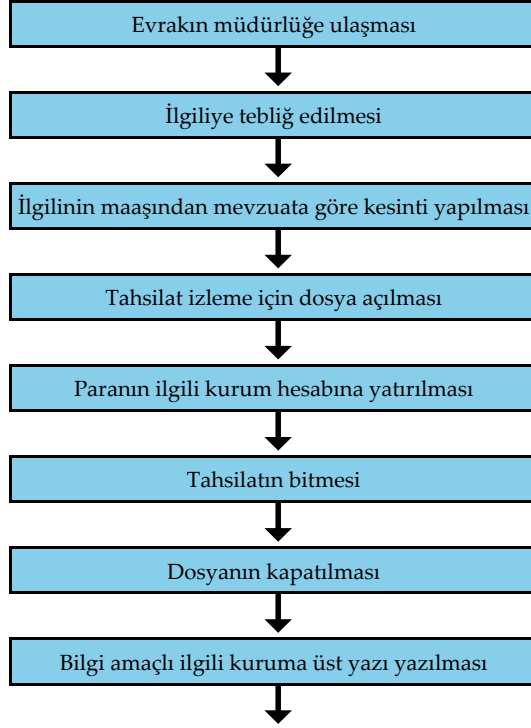 Evrakın müdürlüğe ulaşması
İlgiliye tebliğ edilmesi
İlgilinin maaşından mevzuata göre kesinti yapılması
Tahsilat izleme için dosya açılması
Paranın ilgili kurum hesabına yatırılması
Tahsilatın bitmesi
Dosyanın kapatılması
Bilgi amaçlı ilgili kuruma üst yazı yazılması